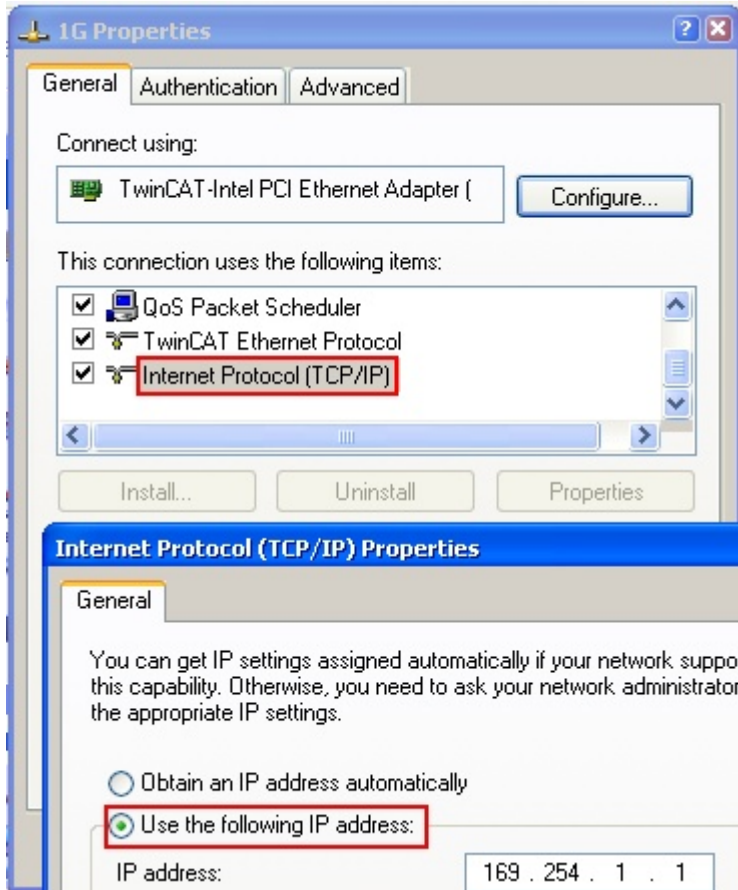 1G Properties
General Authentication Advanced
Connect using:
TwinCAT-Intel PCI Ethernet Adapter (
Configure...
This connection uses the following items:
QoS Packet Scheduler
TwinCAT Ethernet Protocol
Internet Protocol (TCP/IP)
Install... Uninstall Properties
Internet Protocol (TCP/IP) Properties
General
You can get IP settings assigned automatically if your network suppo
this capability. Otherwise, you need to ask your network administrator
the appropriate IP settings.
Obtain an IP address automatically
Use the following IP address:
IP address: 169 . 254 . 1 . 1